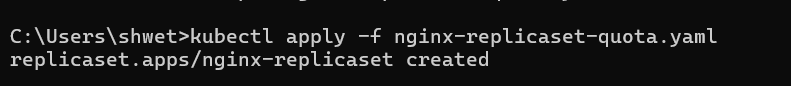 C:\Users\shwet>kubectl apply -f nginx-replicaset-quota.yaml
replicaset.apps/nginx-replicaset created